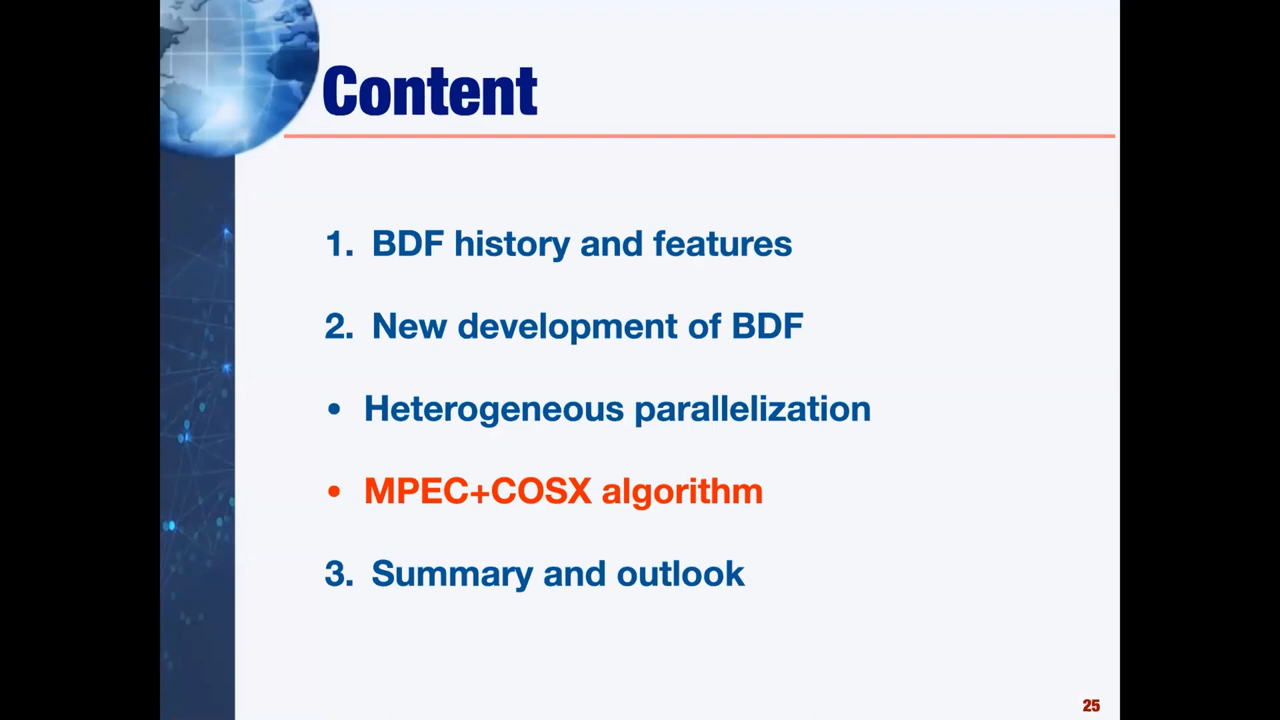 Content
1. BDF history and features
2. New development of BDF
• Heterogeneous parallelization
• MPEC+COSX algorithm
3. Summary and outlook
25